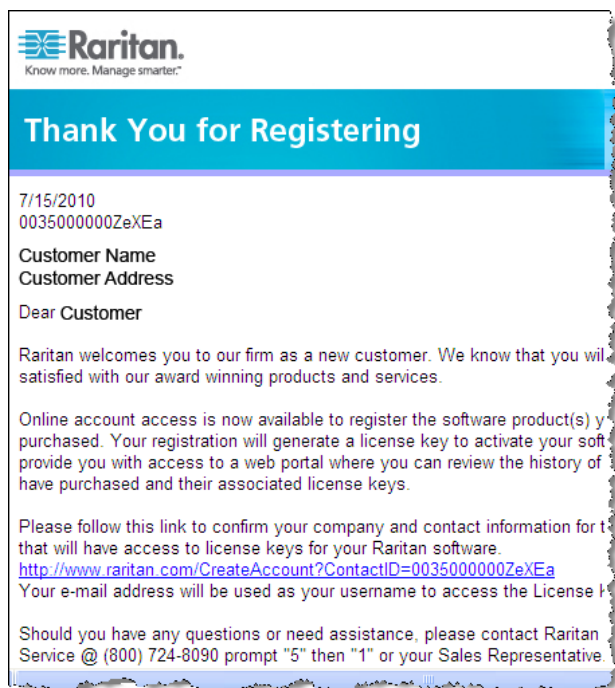 Raritan.
Know more. Manage smarter.™
Thank You for Registering
7/15/2010
0035000000ZeXEa
Customer Name
Customer Address
Dear Customer
Raritan welcomes you to our firm as a new customer. We know that you wil
satisfied with our award winning products and services.
Online account access is now available to register the software product(s) y
purchased. Your registration will generate a license key to activate your soft
provide you with access to a web portal where you can review the history of
have purchased and their associated license keys.
Please follow this link to confirm your company and contact information for t
that will have access to license keys for your Raritan software.
http://www.raritan.com/CreateAccount?ContactID=0035000000ZeXEa
Your e-mail address will be used as your username to access the License
Should you have any questions or need assistance, please contact Raritan
Service @ (800) 724-8090 prompt "5" then "1" or your Sales Representative.